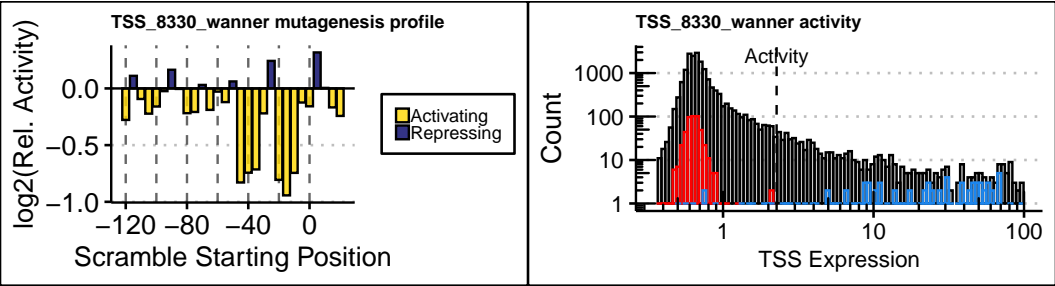 TSS_8330_wanner mutagenesis profile
log2(Rel. Activity)
0.0
−0.5
−1.0
−120 −80 −40 0
Scramble Starting Position
Activating
Repressing
TSS_8330_wanner activity
Activity
Count
1000
100
10
1
1 10 100
TSS Expression